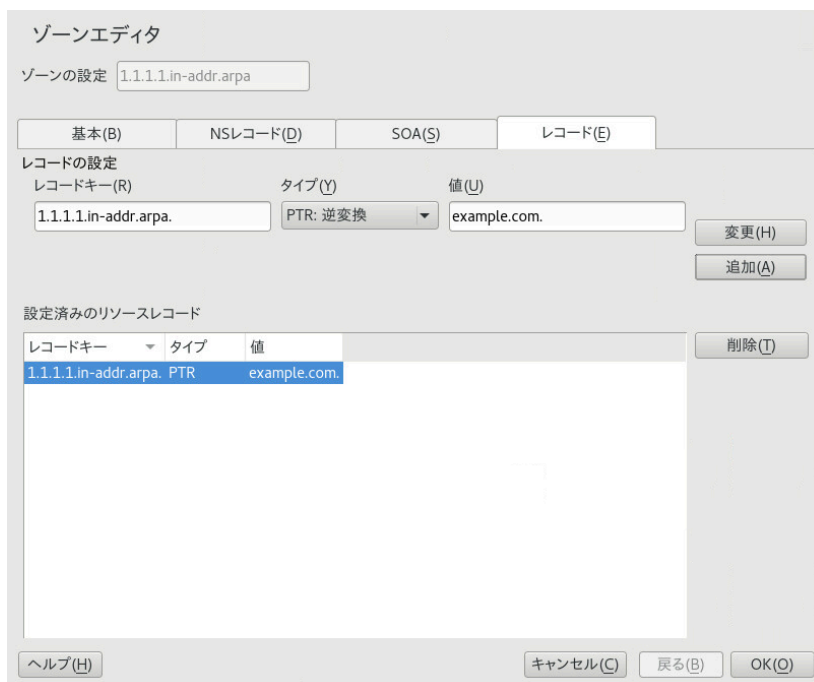 ゾーンエディタ
ゾーンの設定 1.1.1.1.in-addr.arpa
基本(B) NSレコード(D) SOA(S) レコード(E)
レコードの設定
レコードキー(R) タイプ(Y) 値(U)
1.1.1.1.in-addr.arpa. PTR: 逆変換 example.com.
変更(H)
追加(A)
設定済みのリソースレコード
レコードキー タイプ 値
削除(T)
1.1.1.1.in-addr.arpa. PTR example.com.
ヘルプ(H) キャンセル(C) 戻る(B) OK(O)